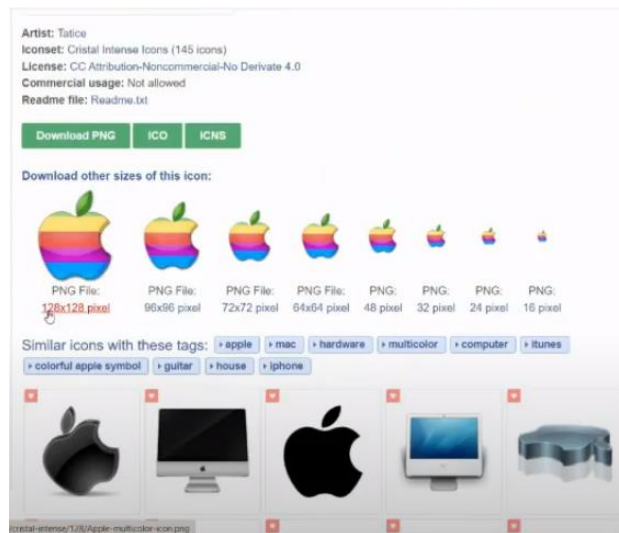 Artist: Tatice
Iconset: Cristal Intense Icons (145 icons)
License: CC Attribution-Noncommercial-No Derivate 4.0
Commercial usage: Not allowed
Readme file: Readme.txt
Download PNG ICO ICNS
Download other sizes of this icon:
PNG File: PNG File: PNG File: PNG File: PNG: PNG: PNG: PNG:
128x128 pixel 96x96 pixel 72x72 pixel 64x64 pixel 48 pixel 32 pixel 24 pixel 16 pixel
Similar icons with these tags: apple mac hardware multicolor computer itunes
colorful apple symbol guitar house iphone
/cristal-intense/128/Apple-multicolor-icon.png